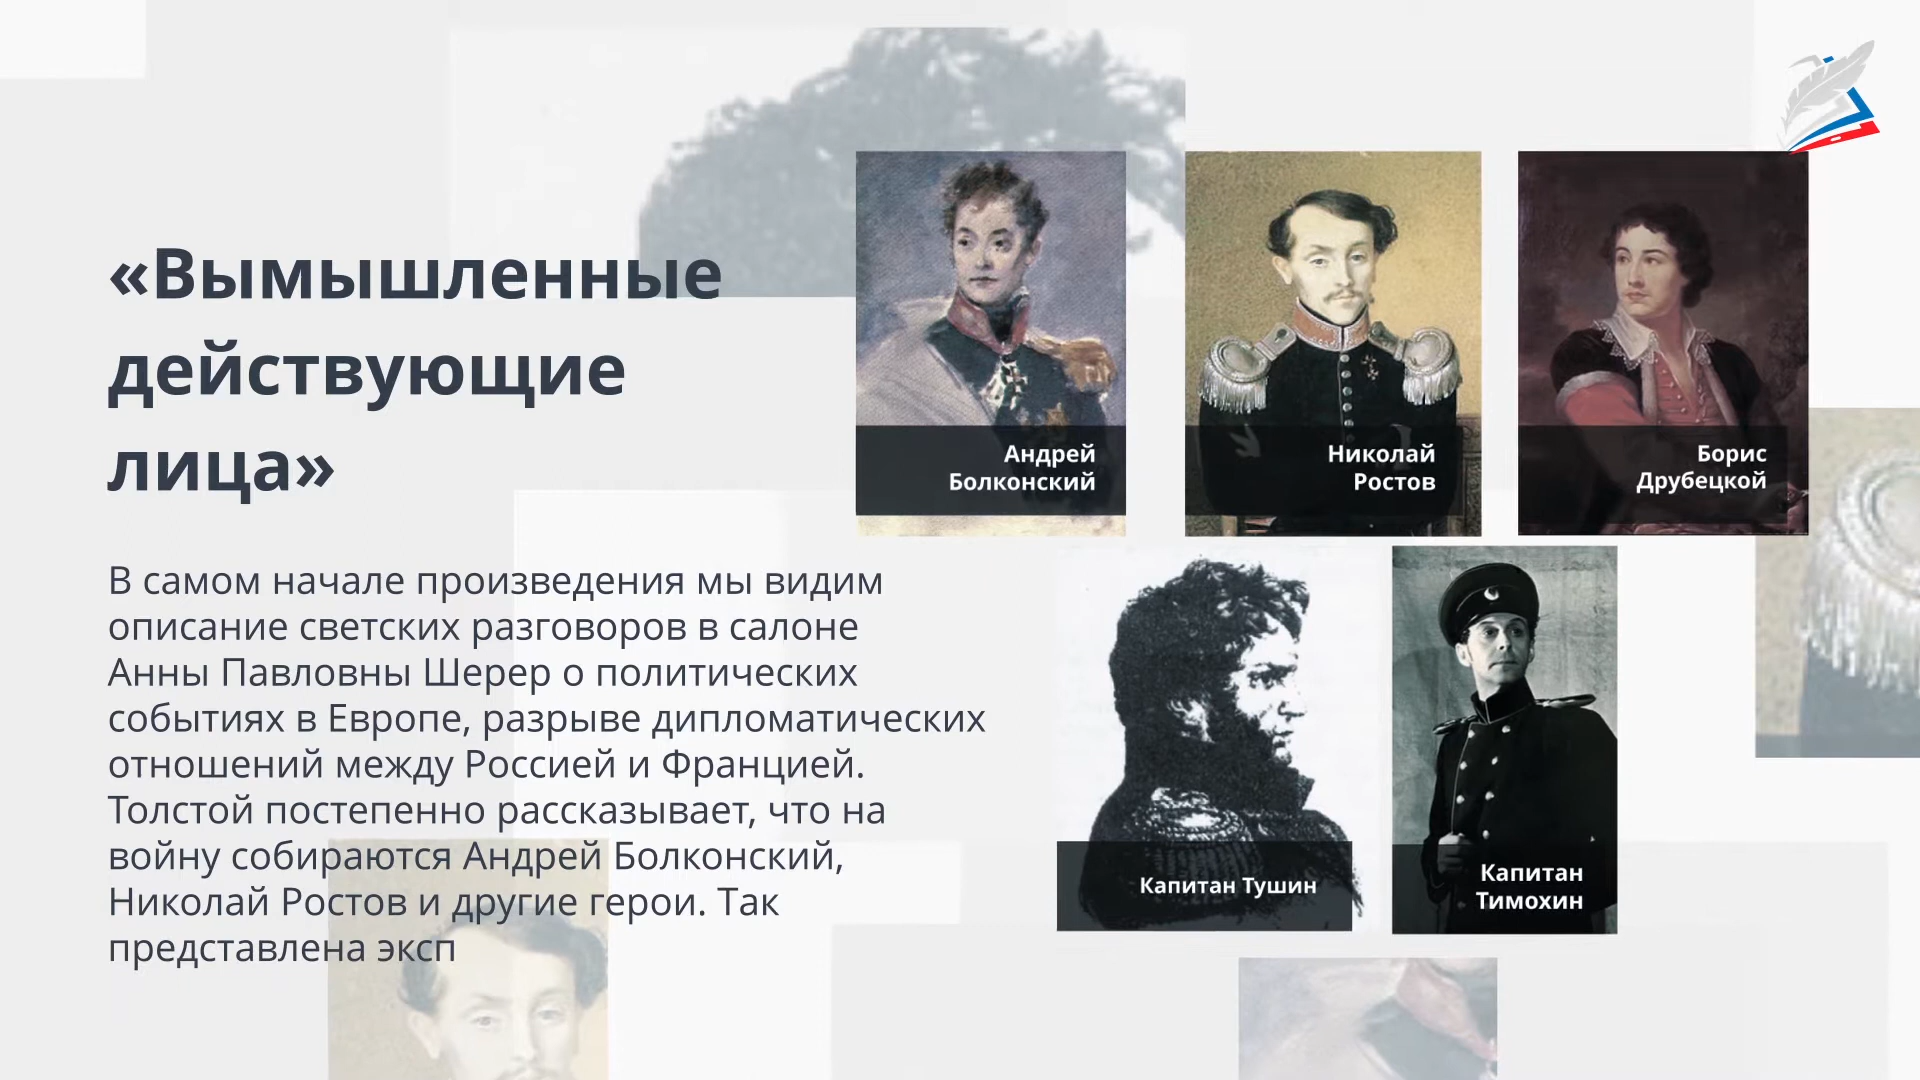 «Вымышленные
действующие
лица»
В самом начале произведения мы видим
описание светских разговоров в салоне
Анны Павловны Шерер о политических
событиях в Европе, разрыве дипломатических
отношений между Россией и Францией.
Толстой постепенно рассказывает, что на
войну собираются Андрей Болконский,
Николай Ростов и другие герои. Так
представлена эксп
Андрей
Болконский
Николай
Ростов
Борис
Друбецкой
Капитан Тушин
Капитан
Тимохин